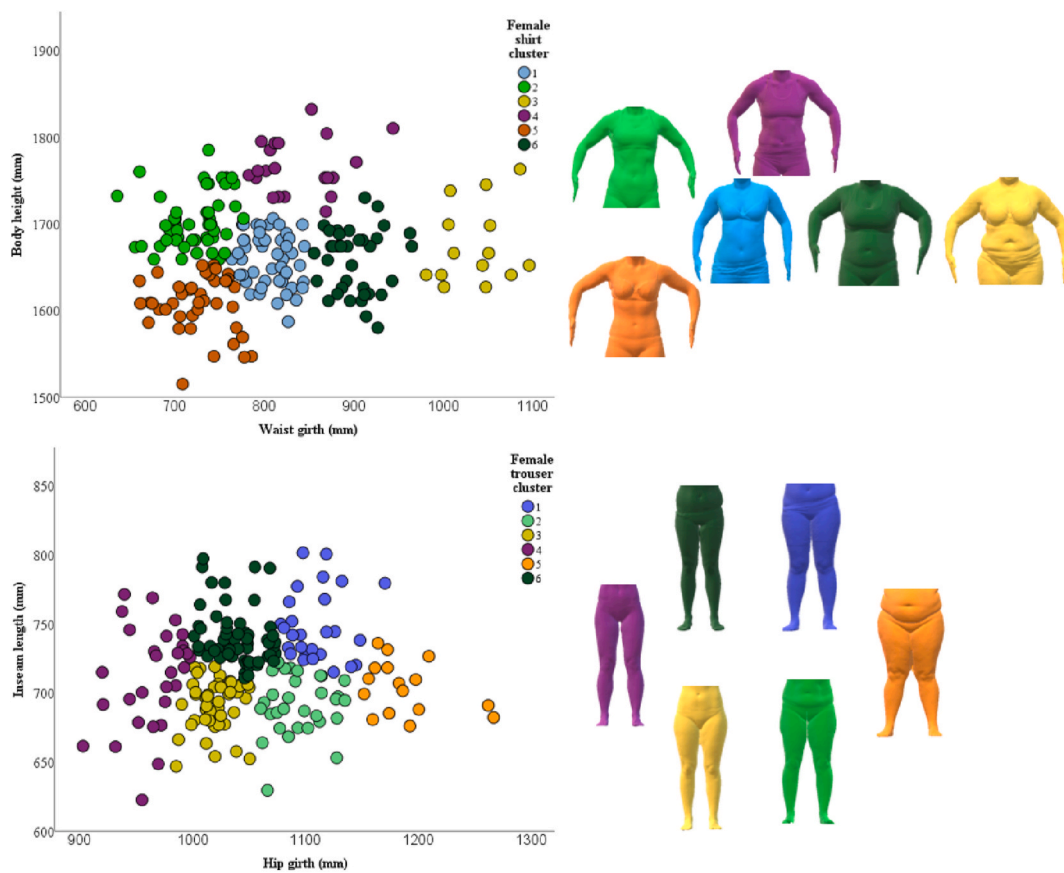 Female
shirt
cluster
1
2
3
4
5
6
1900
1800
1700
1600
1500
Body height (mm)
600 700 800 900 1000 1100
Waist girth (mm)
Female
trouser
cluster
1
2
3
4
5
6
850
800
750
700
650
600
Inseam length (mm)
900 1000 1100 1200 1300
Hip girth (mm)